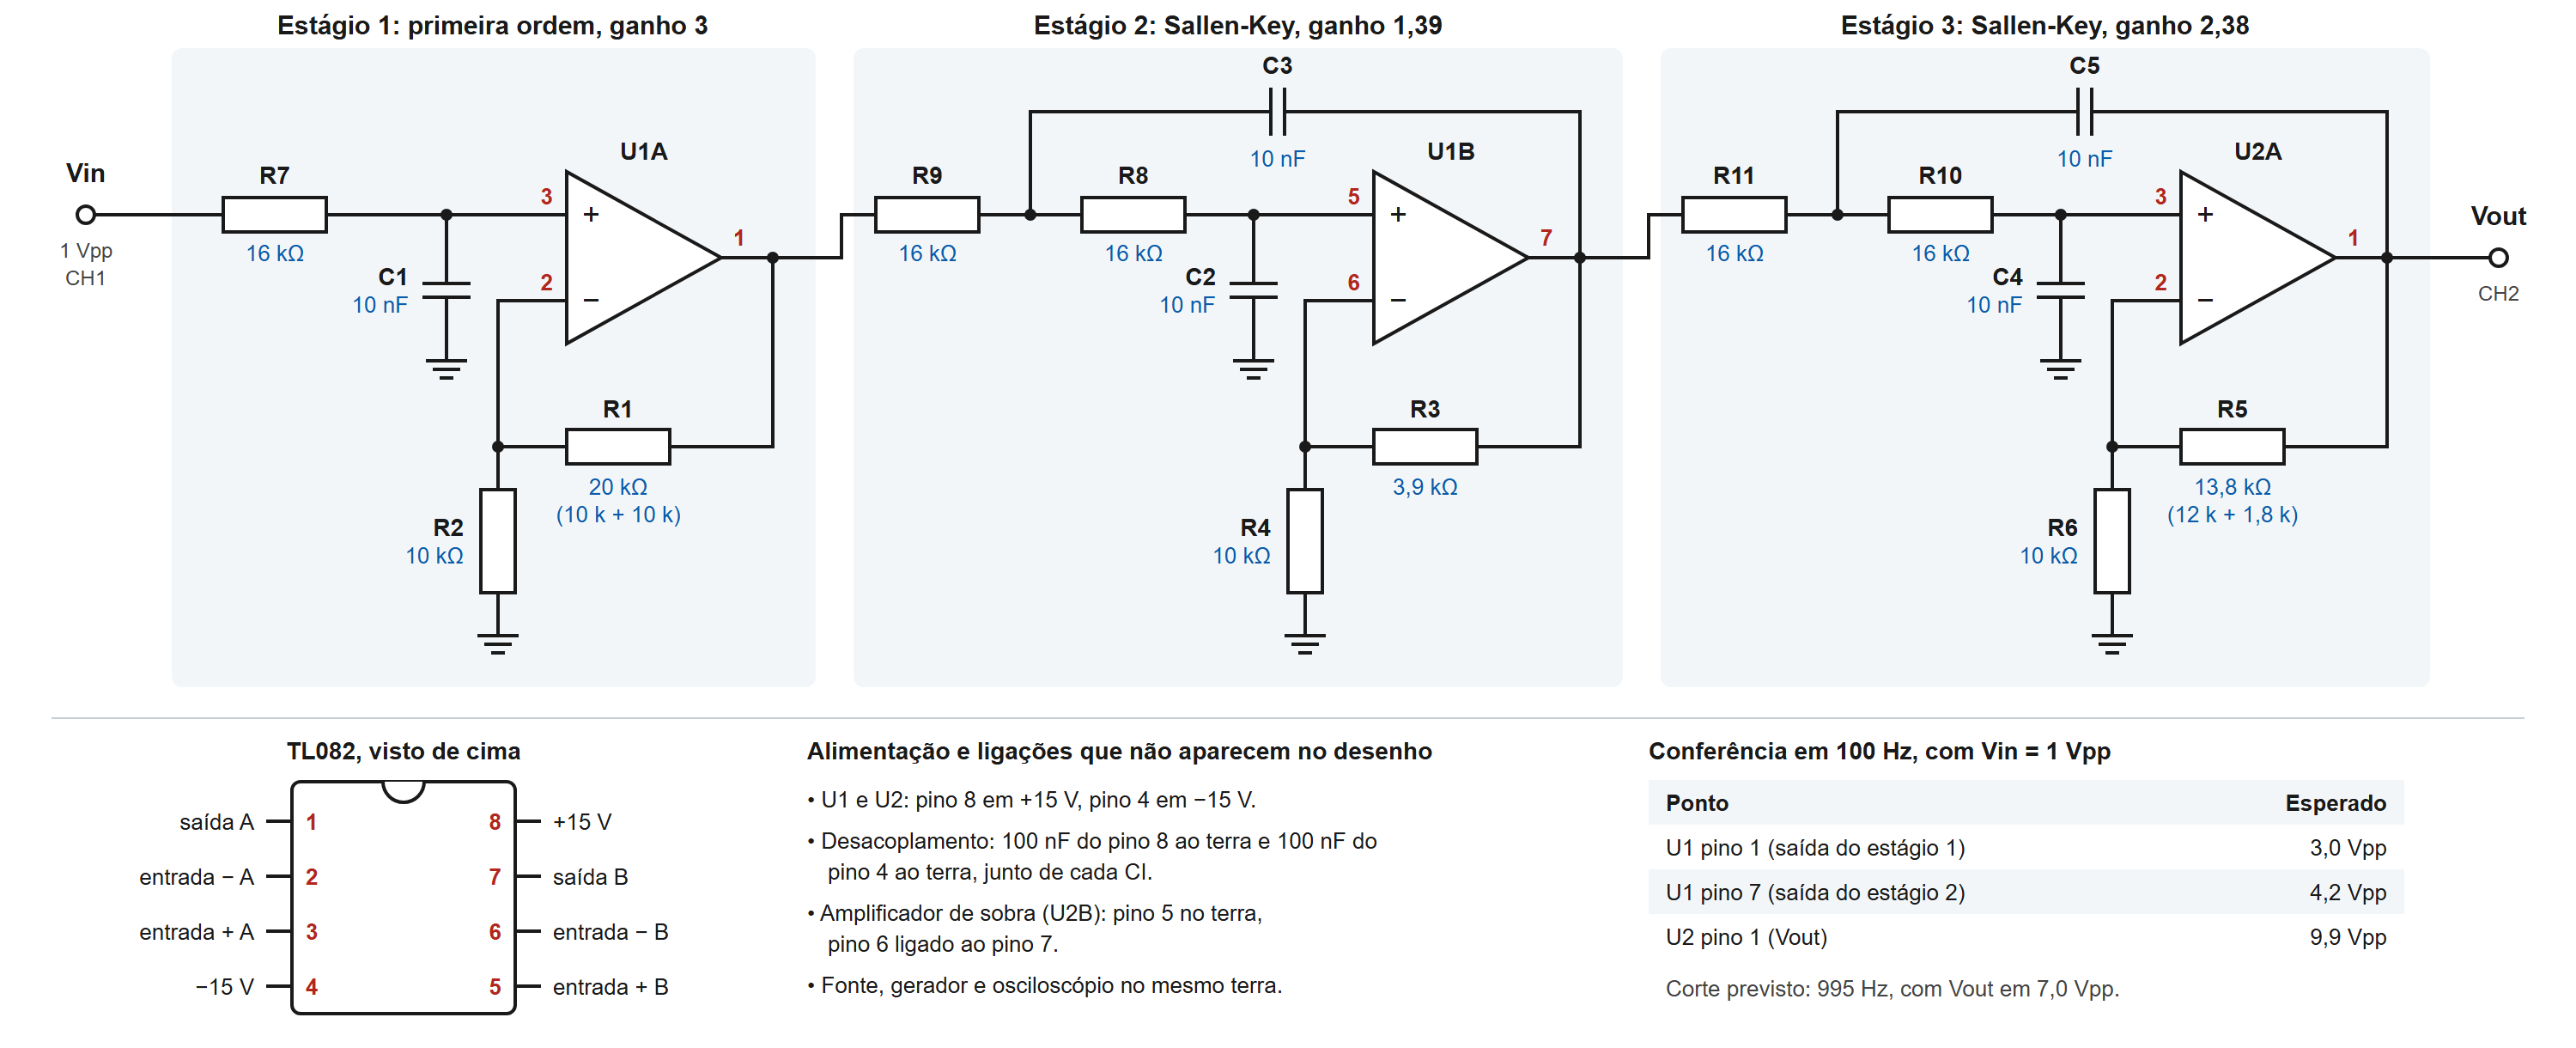 Estágio 1: primeira ordem, ganho 3
Estágio 2: Sallen-Key, ganho 1,39
Estágio 3: Sallen-Key, ganho 2,38
Vin
1 Vpp
CH1
R7
16 kΩ
C1
10 nF
U1A
3
+
2
−
1
R1
20 kΩ
(10 k + 10 k)
R2
10 kΩ
C3
10 nF
R9
16 kΩ
R8
16 kΩ
C2
10 nF
U1B
5
+
6
−
7
R3
3,9 kΩ
R4
10 kΩ
C5
10 nF
R11
16 kΩ
R10
16 kΩ
C4
10 nF
U2A
3
+
2
−
1
R5
13,8 kΩ
(12 k + 1,8 k)
R6
10 kΩ
Vout
CH2
TL082, visto de cima
saída A 1 8 +15 V
entrada − A 2 7 saída B
entrada + A 3 6 entrada − B
−15 V 4 5 entrada + B
Alimentação e ligações que não aparecem no desenho
• U1 e U2: pino 8 em +15 V, pino 4 em −15 V.
• Desacoplamento: 100 nF do pino 8 ao terra e 100 nF do
pino 4 ao terra, junto de cada CI.
• Amplificador de sobra (U2B): pino 5 no terra,
pino 6 ligado ao pino 7.
• Fonte, gerador e osciloscópio no mesmo terra.
Conferência em 100 Hz, com Vin = 1 Vpp
Ponto Esperado
U1 pino 1 (saída do estágio 1) 3,0 Vpp
U1 pino 7 (saída do estágio 2) 4,2 Vpp
U2 pino 1 (Vout) 9,9 Vpp
Corte previsto: 995 Hz, com Vout em 7,0 Vpp.